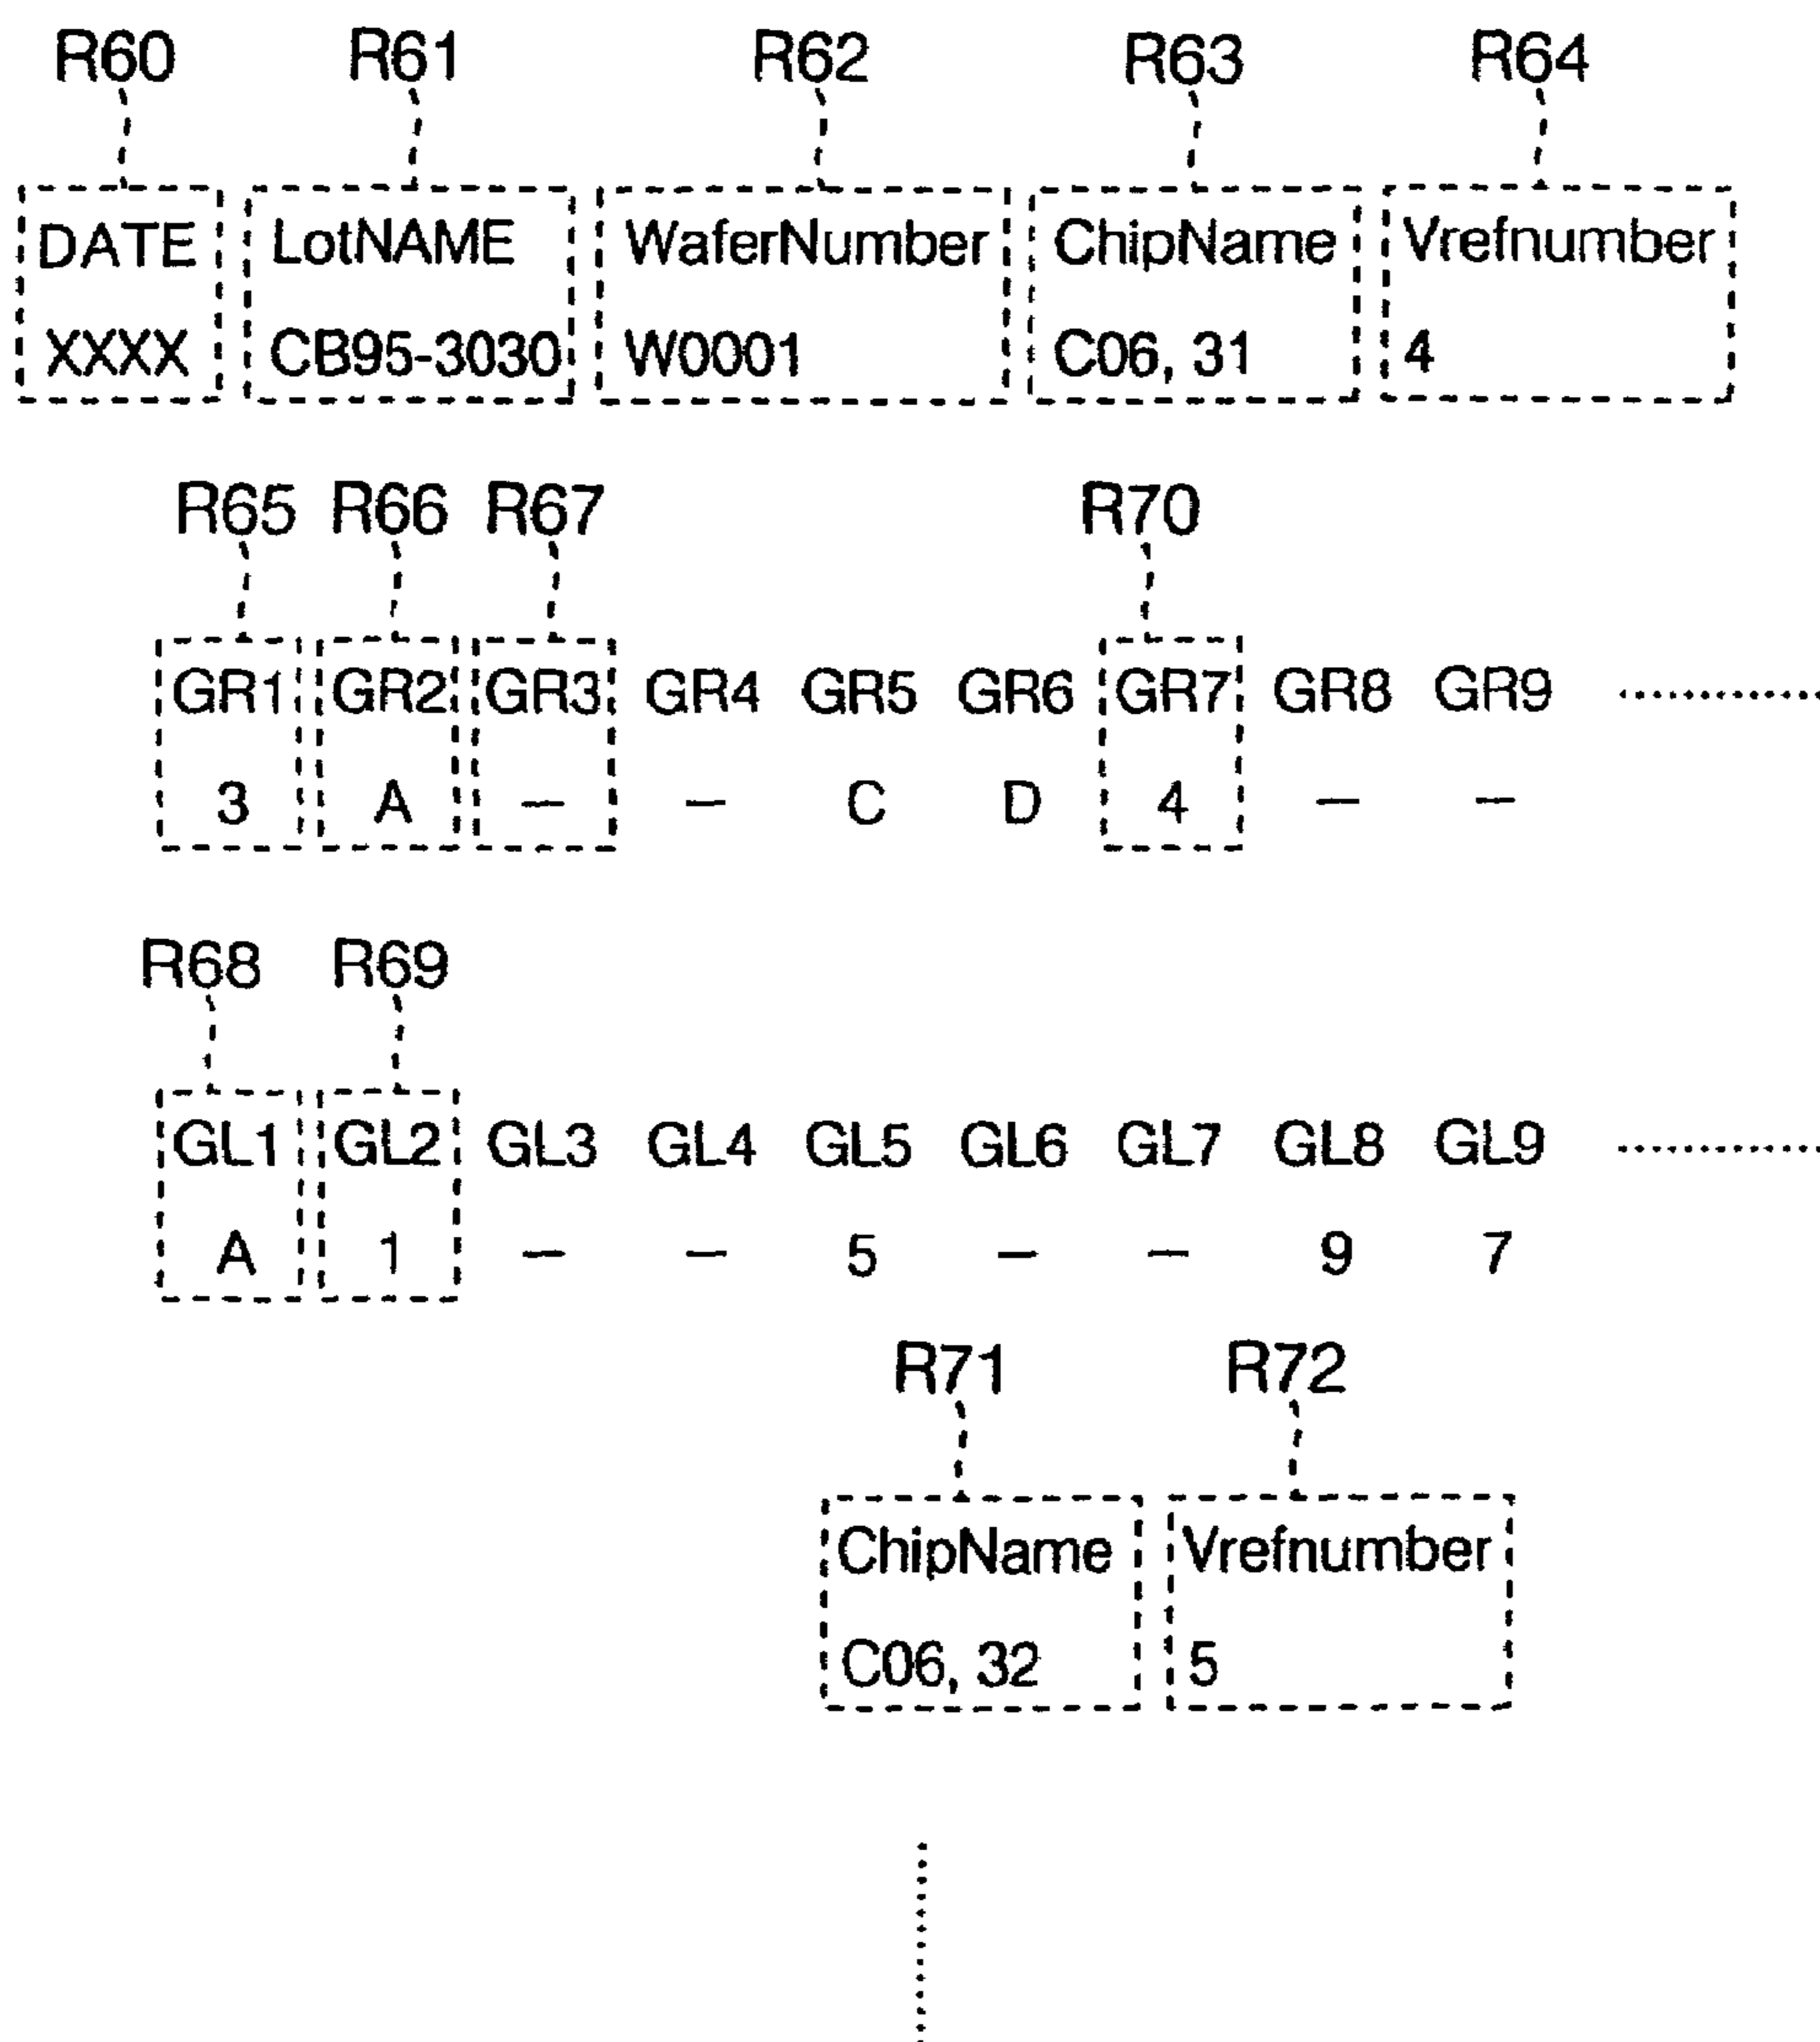 R60 R61 R62 R63 R64
DATE LotNAME WaferNumber ChipName Vrefnumber
XXXX CB95-3030 W0001 C06, 31 4
R65 R66 R67 R70
GR1 GR2 GR3 GR4 GR5 GR6 GR7 GR8 GR9 ............
3 A – – C D 4 – –
R68 R69
GL1 GL2 GL3 GL4 GL5 GL6 GL7 GL8 GL9 ............
A 1 – – 5 – – 9 7
R71 R72
ChipName Vrefnumber
C06, 32 5